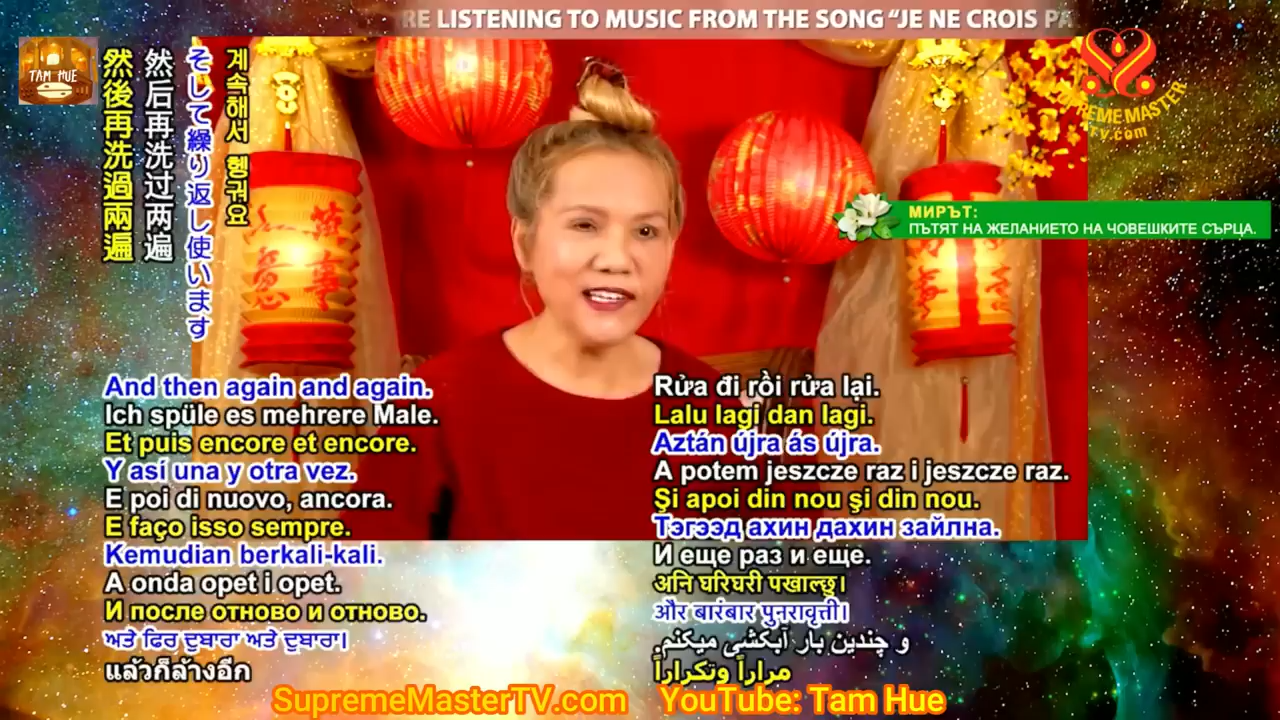 RE LISTENING TO MUSIC FROM THE SONG “JE NE CROIS PA
TAM HUE
然後再洗過兩遍
然后再洗过两遍
そして繰り返し使います
계속해서 헹궈요
SUPREME MASTER
TV.com
МИРЪТ:
ПЪТЯТ НА ЖЕЛАНИЕТО НА ЧОВЕШКИТЕ СЪРЦА.
And then again and again.
Ich spüle es mehrere Male.
Et puis encore et encore.
Y así una y otra vez.
E poi di nuovo, ancora.
E faço isso sempre.
Kemudian berkali-kali.
A onda opet i opet.
И после отново и отново.
ਅਤੇ ਫਿਰ ਦੁਬਾਰਾ ਅਤੇ ਦੁਬਾਰਾ।
แล้วก็ล้างอีก
Rửa đi rồi rửa lại.
Lalu lagi dan lagi.
Aztán újra ás újra.
A potem jeszcze raz i jeszcze raz.
Şi apoi din nou şi din nou.
Тэгээд ахин дахин зайлна.
И еще раз и еще.
अनि घरिघरी पखाल्छु।
और बारंबार पुनरावृत्ती।
و چندین بار آبکشی میکنم.
مراراً وتكراراً
SupremeMasterTV.com
YouTube: Tam Hue